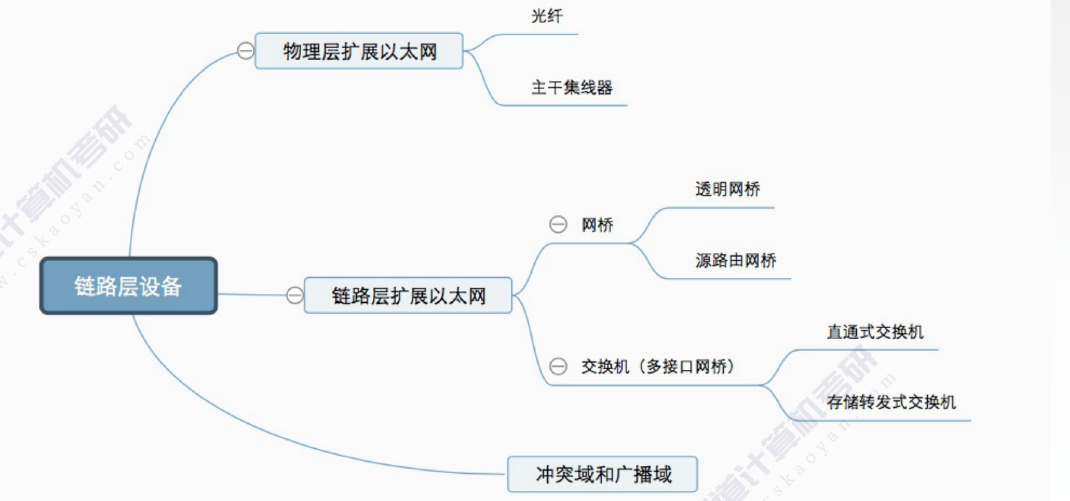 光纤
物理层扩展以太网
主干集线器
透明网桥
网桥
源路由网桥
链路层设备
链路层扩展以太网
直通式交换机
交换机（多接口网桥）
存储转发式交换机
冲突域和广播域
计算机考研
www.cskaoyan.com
道计算机考研
cskaoyan.com